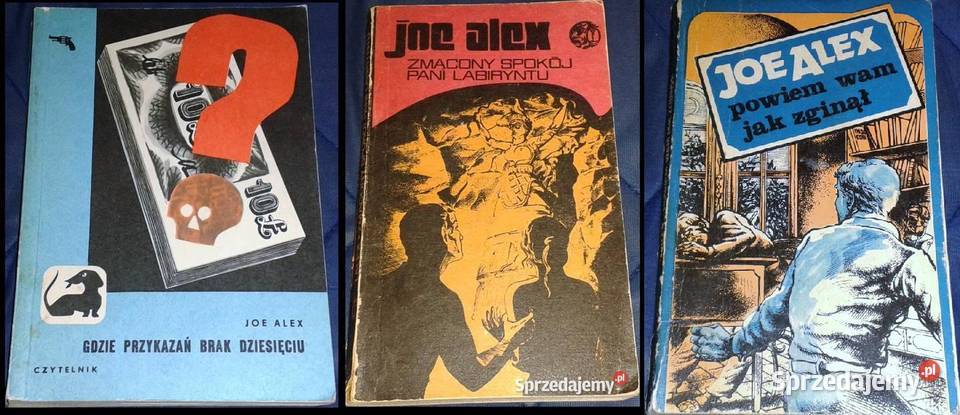 10£
JOE ALEX
GDZIE PRZYKAZAŃ BRAK DZIESIĘCIU
CZYTELNIK
joe alex
ZMĄCONY SPOKÓJ
PANI LABIRYNTU
Sprzedajemy.pl
JOE ALEX
powiem wam
jak zginął
Sprzedajemy.pl